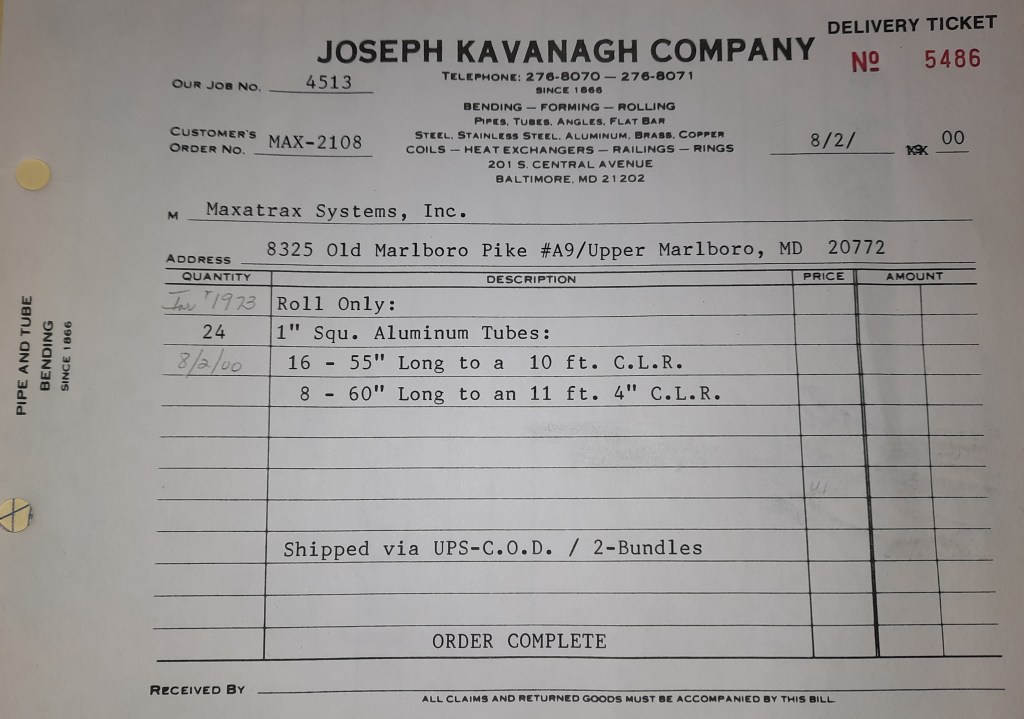 DELIVERY TICKET
JOSEPH KAVANAGH COMPANY
Nº 5486
TELEPHONE: 276-8070 — 276-8071
SINCE 1866
OUR JOB NO. 4513
BENDING — FORMING — ROLLING
PIPES, TUBES, ANGLES, FLAT BAR
STEEL, STAINLESS STEEL, ALUMINUM, BRASS, COPPER
COILS — HEAT EXCHANGERS — RAILINGS — RINGS
201 S. CENTRAL AVENUE
BALTIMORE, MD 21202
CUSTOMER'S
ORDER NO. MAX-2108
8/2/ 00
M Maxatrax Systems, Inc.
ADDRESS 8325 Old Marlboro Pike #A9/Upper Marlboro, MD 20772
QUANTITY DESCRIPTION PRICE AMOUNT
1973 Roll Only:
24 1" Squ. Aluminum Tubes:
8/2/00 16 - 55" Long to a 10 ft. C.L.R.
8 - 60" Long to an 11 ft. 4" C.L.R.
Shipped via UPS-C.O.D. / 2-Bundles
ORDER COMPLETE
RECEIVED BY
ALL CLAIMS AND RETURNED GOODS MUST BE ACCOMPANIED BY THIS BILL
PIPE AND TUBE
BENDING
SINCE 1866